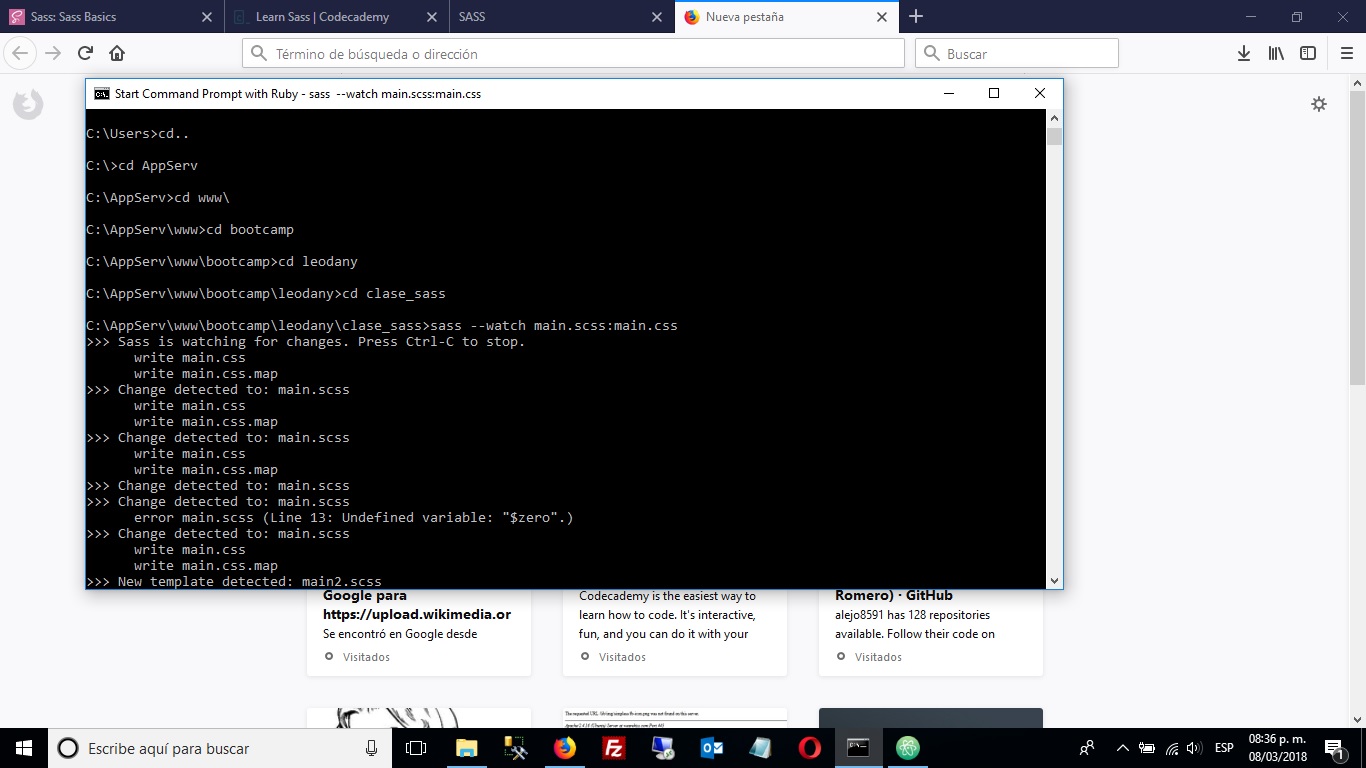 Sass: Sass Basics
Learn Sass | Codecademy
SASS
Nueva pestaña
Término de búsqueda o dirección
Buscar
Start Command Prompt with Ruby - sass  --watch main.scss:main.css
C:\Users>cd..
C:\>cd AppServ
C:\AppServ>cd www\
C:\AppServ\www>cd bootcamp
C:\AppServ\www\bootcamp>cd leodany
C:\AppServ\www\bootcamp\leodany>cd clase_sass
C:\AppServ\www\bootcamp\leodany\clase_sass>sass --watch main.scss:main.css
>>> Sass is watching for changes. Press Ctrl-C to stop.
write main.css
write main.css.map
>>> Change detected to: main.scss
write main.css
write main.css.map
>>> Change detected to: main.scss
write main.css
write main.css.map
>>> Change detected to: main.scss
>>> Change detected to: main.scss
error main.scss (Line 13: Undefined variable: "$zero".)
>>> Change detected to: main.scss
write main.css
write main.css.map
>>> New template detected: main2.scss
Google para
https://upload.wikimedia.or
Se encontró en Google desde
Visitados
Codecademy is the easiest way to
learn how to code. It's interactive,
fun, and you can do it with your
Visitados
Romero) · GitHub
alejo8591 has 128 repositories
available. Follow their code on
Visitados
Escribe aquí para buscar
ESP
08:36 p. m.
08/03/2018
1